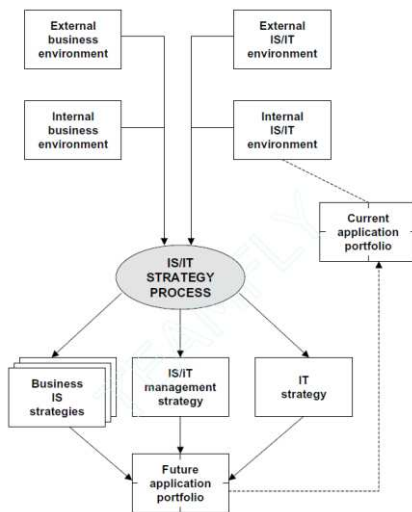 External
business
environment
External
IS/IT
environment
Internal
business
environment
Internal
IS/IT
environment
Current
application
portfolio
IS/IT
STRATEGY
PROCESS
Business
IS
strategies
IS/IT
management
strategy
IT
strategy
Future
application
portfolio
TEAMFLY